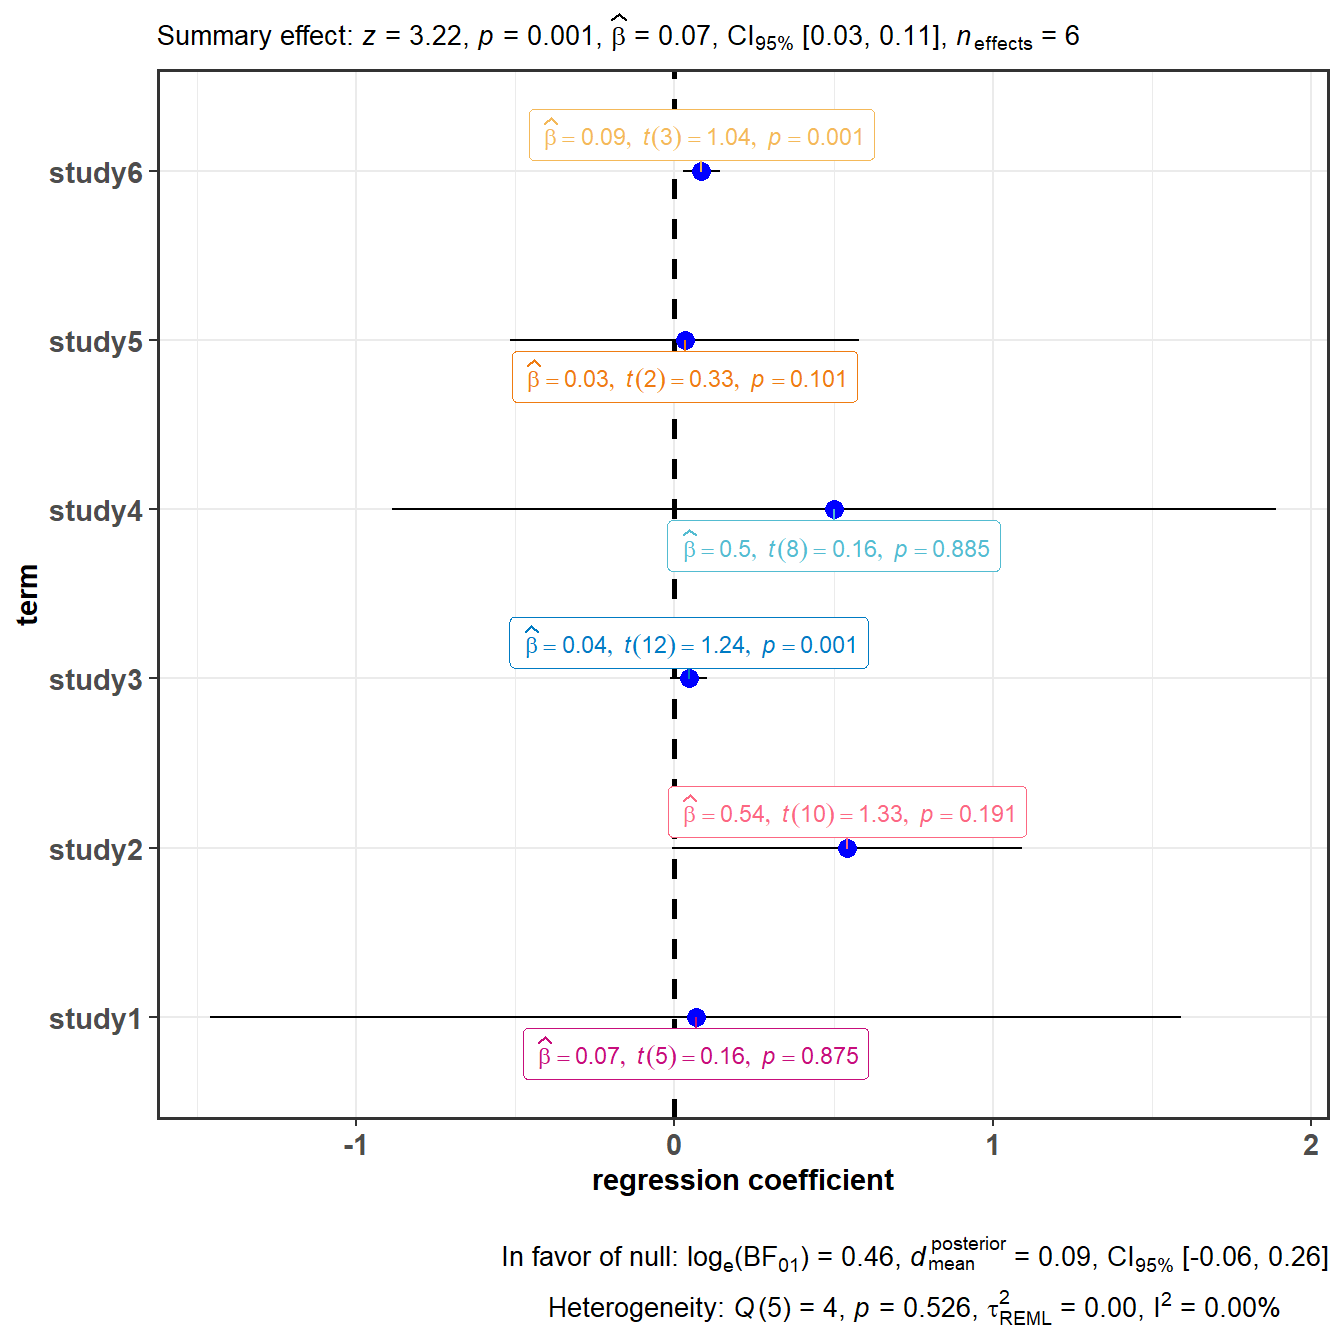 Summary effect: z = 3.22, p = 0.001, β̂ = 0.07, CI95% [0.03, 0.11], neffects = 6
β̂ = 0.09, t(3) = 1.04, p = 0.001
study6
study5
β̂ = 0.03, t(2) = 0.33, p = 0.101
study4
β̂ = 0.5, t(8) = 0.16, p = 0.885
term
β̂ = 0.04, t(12) = 1.24, p = 0.001
study3
β̂ = 0.54, t(10) = 1.33, p = 0.191
study2
study1
β̂ = 0.07, t(5) = 0.16, p = 0.875
-1 0 1 2
regression coefficient
In favor of null: loge(BF01) = 0.46, d posterior mean = 0.09, CI95% [-0.06, 0.26]
Heterogeneity: Q(5) = 4, p = 0.526, τ²REML = 0.00, I² = 0.00%